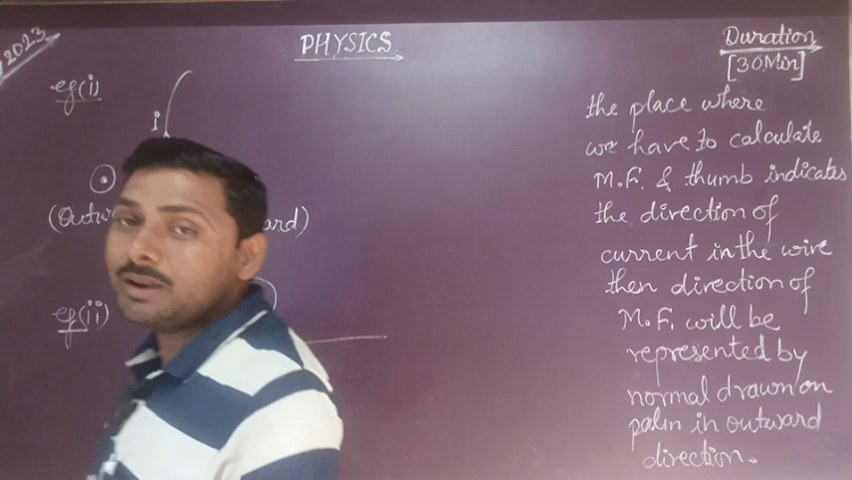 2023
PHYSICS
Duration
[30Min]
eg(i)
i
(Outw ard)
eg(ii)
the place where
we have to calculate
M.F. & thumb indicates
the direction of
current in the wire
then direction of
M.F. will be
represented by
normal drawn on
palm in outward
direction.